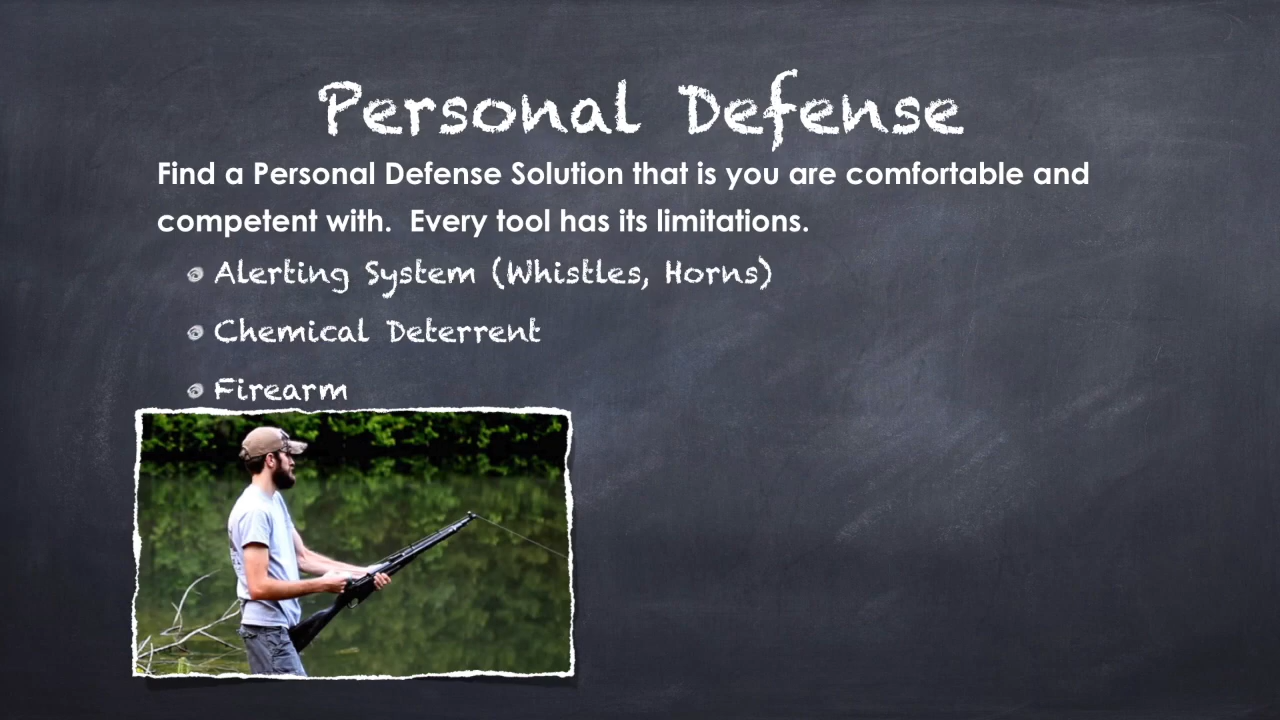 Personal Defense
Find a Personal Defense Solution that is you are comfortable and
competent with.  Every tool has its limitations.
Alerting System (Whistles, Horns)
Chemical Deterrent
Firearm